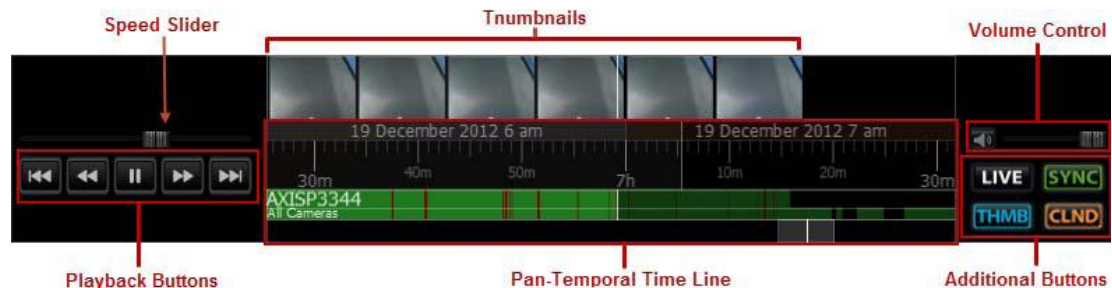 Tnumbnails
Speed Slider
Volume Control
19 December 2012 6 am
19 December 2012 7 am
30m
40m
50m
7h
10m
20m
30m
AXISP3344
All Cameras
LIVE
SYNC
THMB
CLND
Playback Buttons
Pan-Temporal Time Line
Additional Buttons